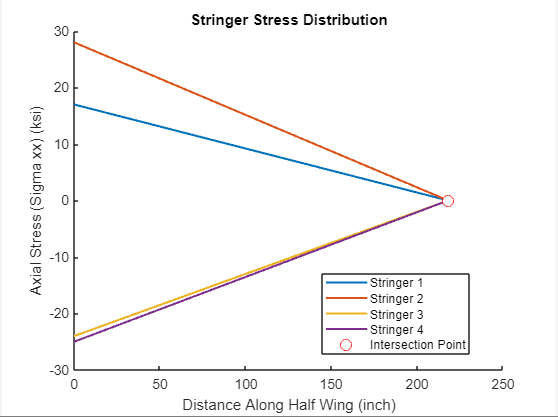 Stringer Stress Distribution
30
20
10
0
-10
-20
-30
Axial Stress (Sigma xx) (ksi)
Stringer 1
Stringer 2
Stringer 3
Stringer 4
Intersection Point
0 50 100 150 200 250
Distance Along Half Wing (inch)